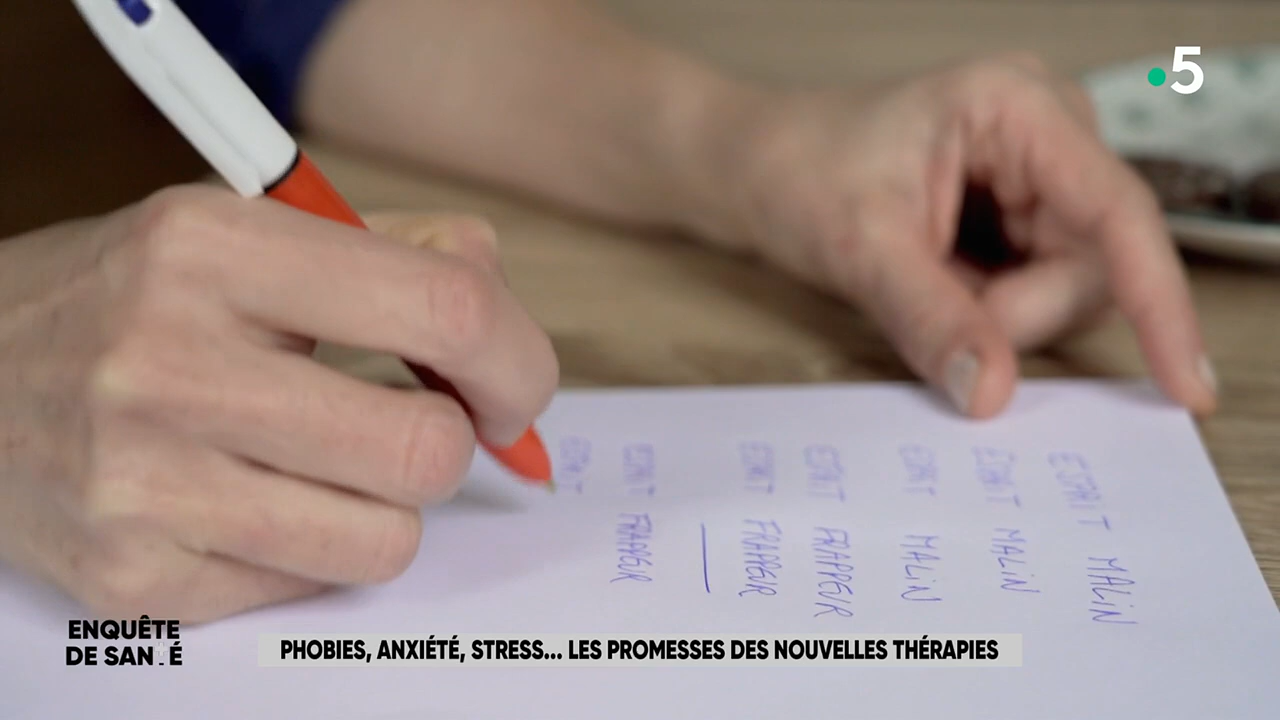 5
ESPRIT MALIN
ESPRIT MALIN
ESPRIT MALIN
ESPRIT FRAPPEUR
ESPRIT FRAPPEUR
ESPRIT FRAPPEUR
ESPRIT
ENQUÊTE
DE SANTÉ
PHOBIES, ANXIÉTÉ, STRESS... LES PROMESSES DES NOUVELLES THÉRAPIES